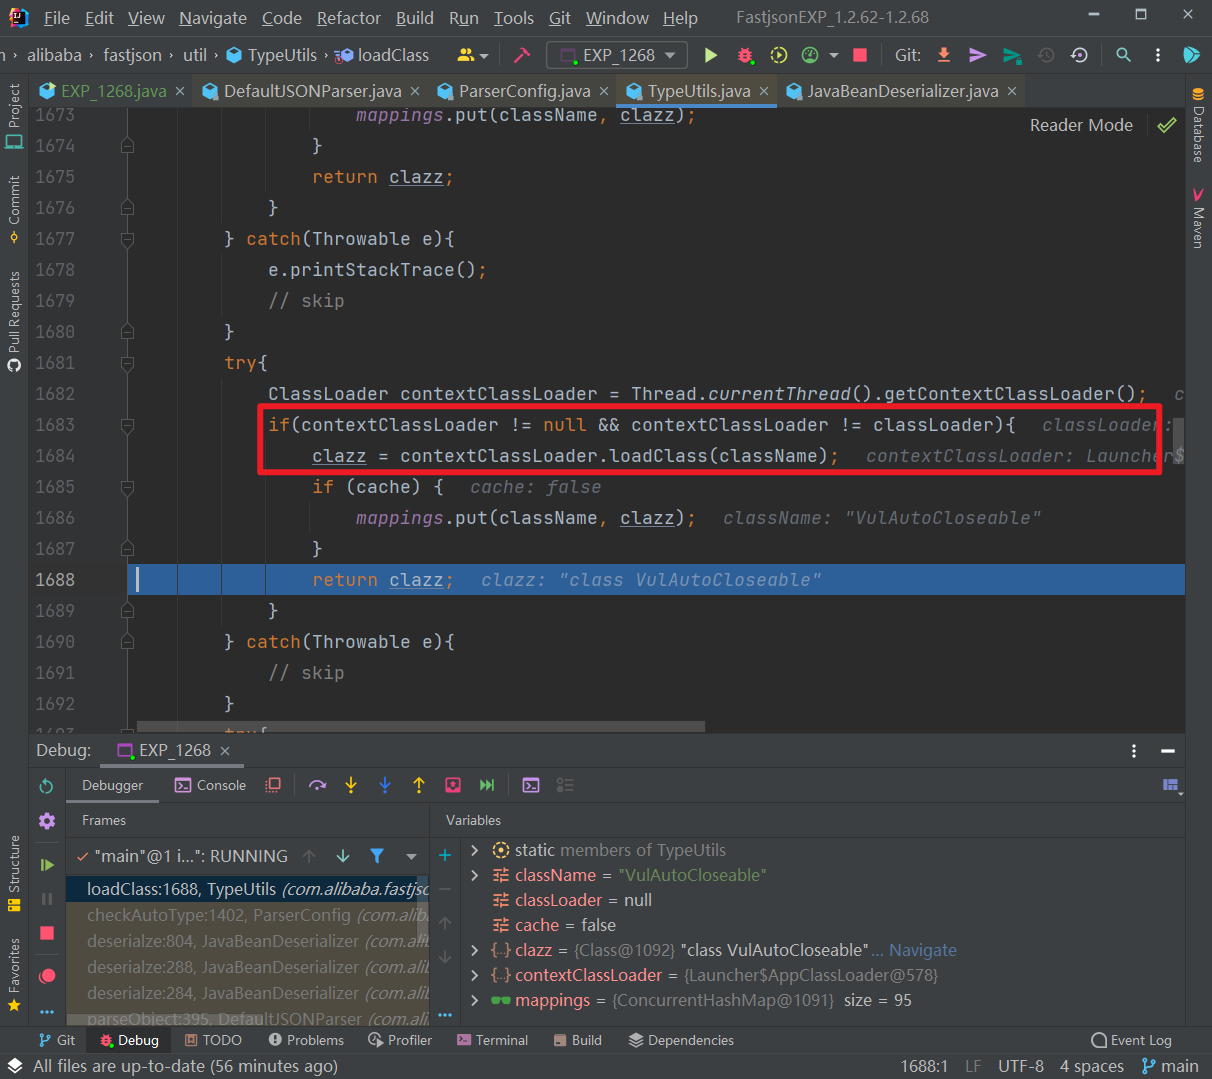 File Edit View Navigate Code Refactor Build Run Tools Git Window Help FastjsonEXP_1.2.62-1.2.68
alibaba › fastjson › util › TypeUtils › loadClass EXP_1268 Git:
EXP_1268.java × DefaultJSONParser.java × ParserConfig.java × TypeUtils.java × JavaBeanDeserializer.java ×
Project
Commit
Pull Requests
Structure
Favorites
Database
Maven
Reader Mode
1673 mappings.put(className, clazz);
1674 }
1675 return clazz;
1676 }
1677 } catch(Throwable e){
1678 e.printStackTrace();
1679 // skip
1680 }
1681 try{
1682 ClassLoader contextClassLoader = Thread.currentThread().getContextClassLoader(); c
1683 if(contextClassLoader != null && contextClassLoader != classLoader){ classLoader:
1684 clazz = contextClassLoader.loadClass(className); contextClassLoader: Launcher$
1685 if (cache) { cache: false
1686 mappings.put(className, clazz); className: "VulAutoCloseable"
1687 }
1688 return clazz; clazz: "class VulAutoCloseable"
1689 }
1690 } catch(Throwable e){
1691 // skip
1692 }
1693 try{
Debug: EXP_1268 ×
Debugger Console
Frames
"main"@1 i...": RUNNING
loadClass:1688, TypeUtils (com.alibaba.fastjsc
checkAutoType:1402, ParserConfig (com.alib
deserialze:804, JavaBeanDeserializer (com.al
deserialze:288, JavaBeanDeserializer (com.al
deserialze:284, JavaBeanDeserializer (com.al
parseObject:395, DefaultJSONParser (com.ali
Variables
static members of TypeUtils
className = "VulAutoCloseable"
classLoader = null
cache = false
clazz = {Class@1092} "class VulAutoCloseable"... Navigate
contextClassLoader = {Launcher$AppClassLoader@578}
mappings = {ConcurrentHashMap@1091} size = 95
Git Debug TODO Problems Profiler Terminal Build Dependencies Event Log
All files are up-to-date (56 minutes ago) 1688:1 LF UTF-8 4 spaces main